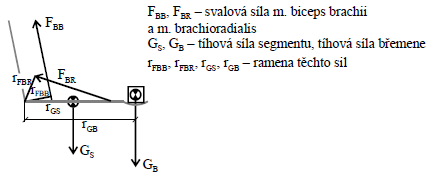 F_BB, F_BR – svalová síla m. biceps brachii
a m. brachioradialis
G_S, G_B – tíhová síla segmentu, tíhová síla břemene
r_FBB, r_FBR, r_GS, r_GB – ramena těchto sil
F_BB
F_BR
r_FBR
r_FBB
r_GS
r_GB
G_S
G_B